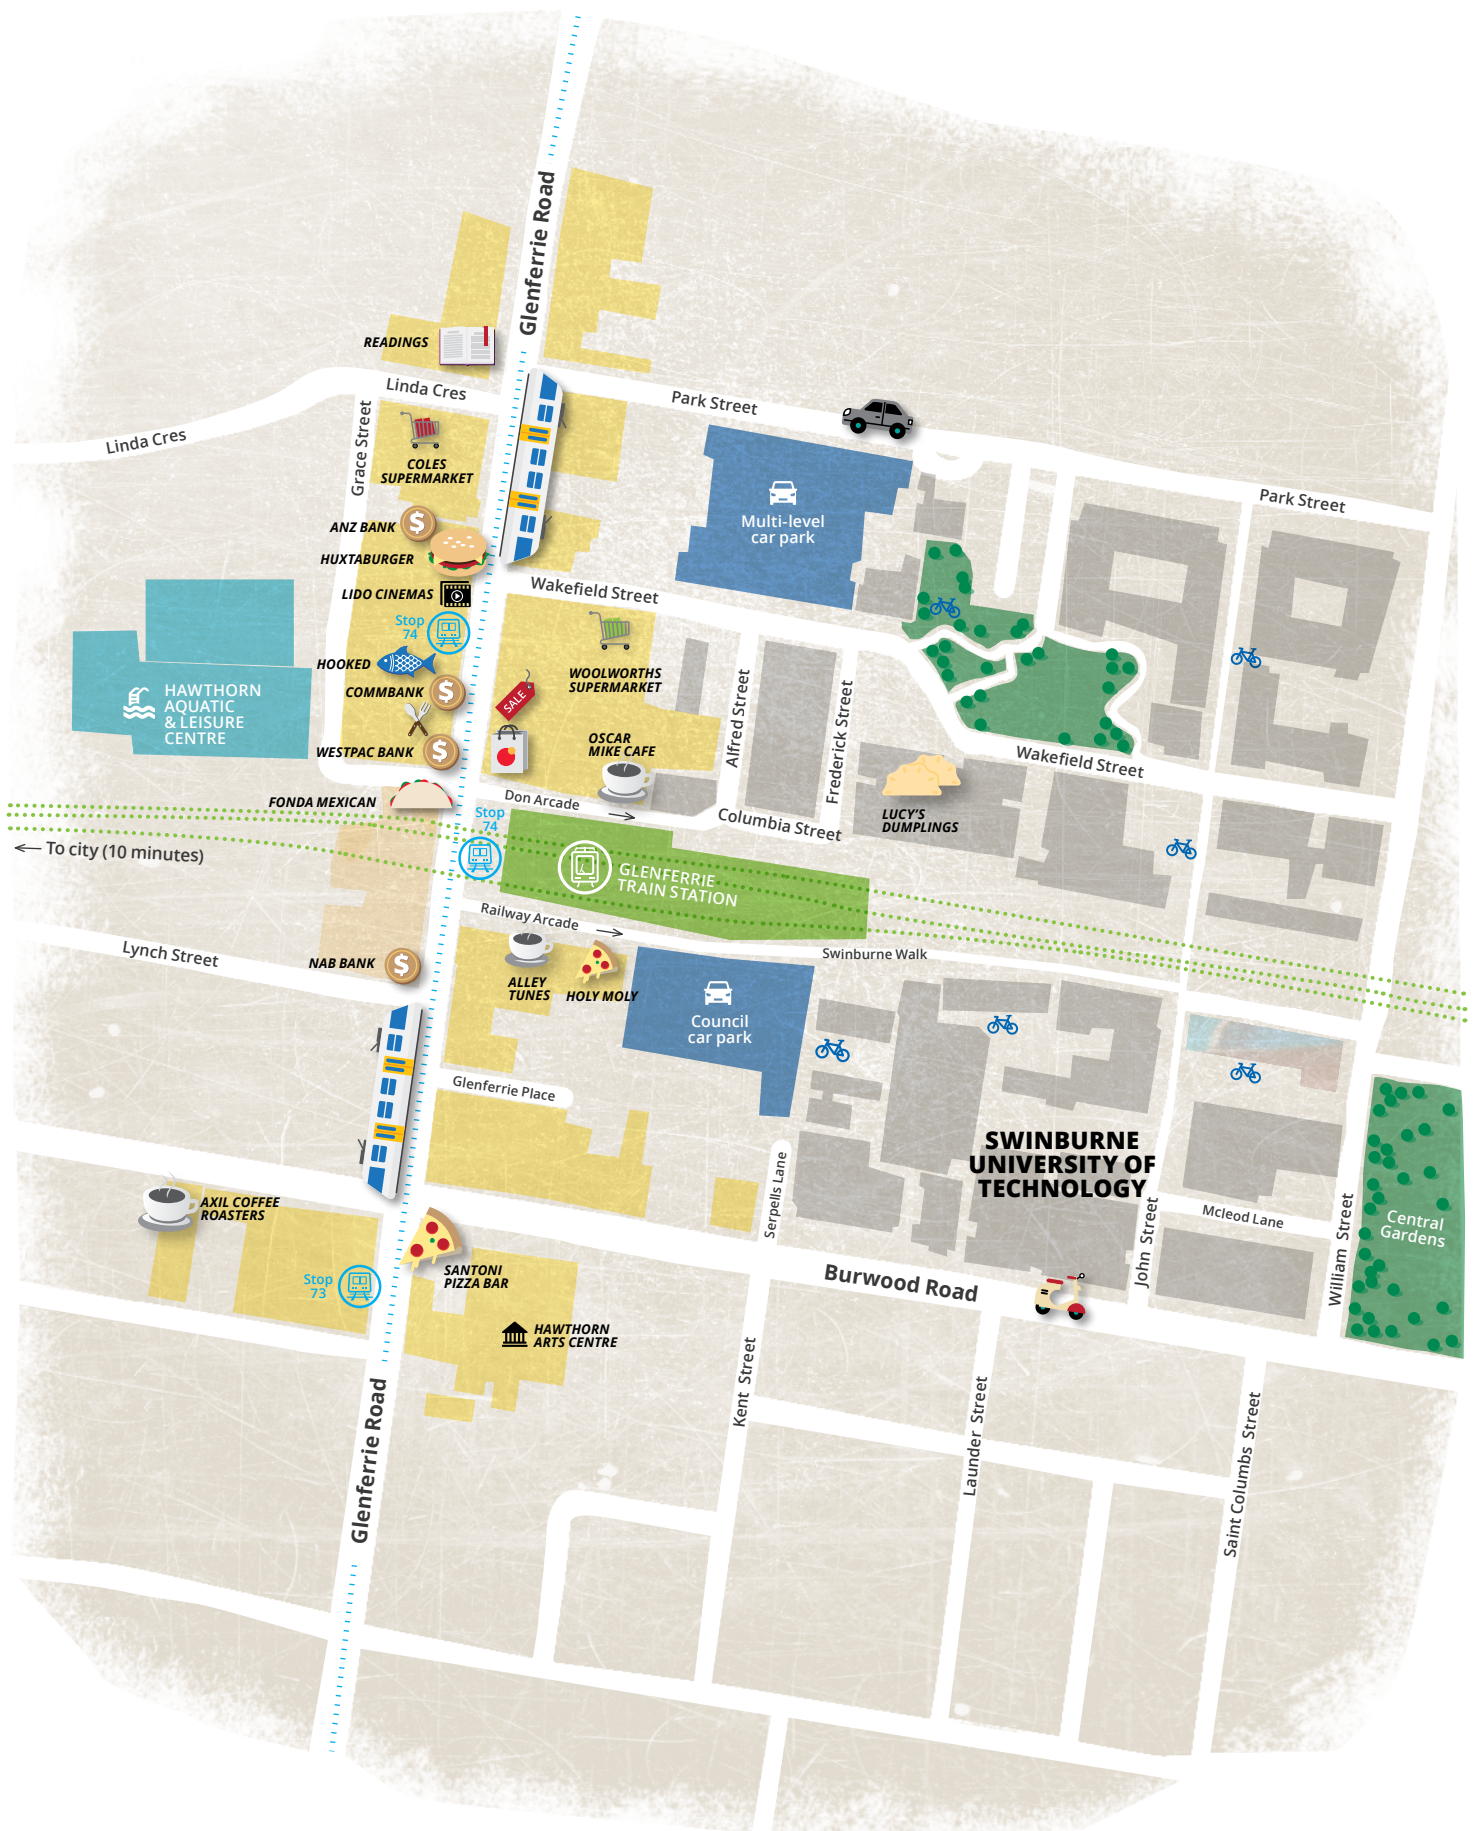 Glenferrie Road
READINGS
Linda Cres
Linda Cres
Park Street
Grace Street
COLES
SUPERMARKET
Park Street
ANZ BANK
$
Multi-level
car park
HUXTABURGER
LIDO CINEMAS
Wakefield Street
Stop
74
HOOKED
WOOLWORTHS
SUPERMARKET
COMMBANK
$
SALE
HAWTHORN
AQUATIC
& LEISURE
CENTRE
Alfred Street
Frederick Street
WESTPAC BANK
$
OSCAR
MIKE CAFE
Wakefield Street
FONDA MEXICAN
Don Arcade
Stop
74
Columbia Street
LUCY'S
DUMPLINGS
To city (10 minutes)
GLENFERRIE
TRAIN STATION
Railway Arcade
Swinburne Walk
Lynch Street
NAB BANK
$
ALLEY
TUNES
HOLY MOLY
Council
car park
Glenferrie Place
SWINBURNE
UNIVERSITY OF
TECHNOLOGY
Serpells Lane
AXIL COFFEE
ROASTERS
Mcleod Lane
John Street
William Street
Central
Gardens
Stop
73
SANTONI
PIZZA BAR
Burwood Road
HAWTHORN
ARTS CENTRE
Glenferrie Road
Kent Street
Launder Street
Saint Columbs Street